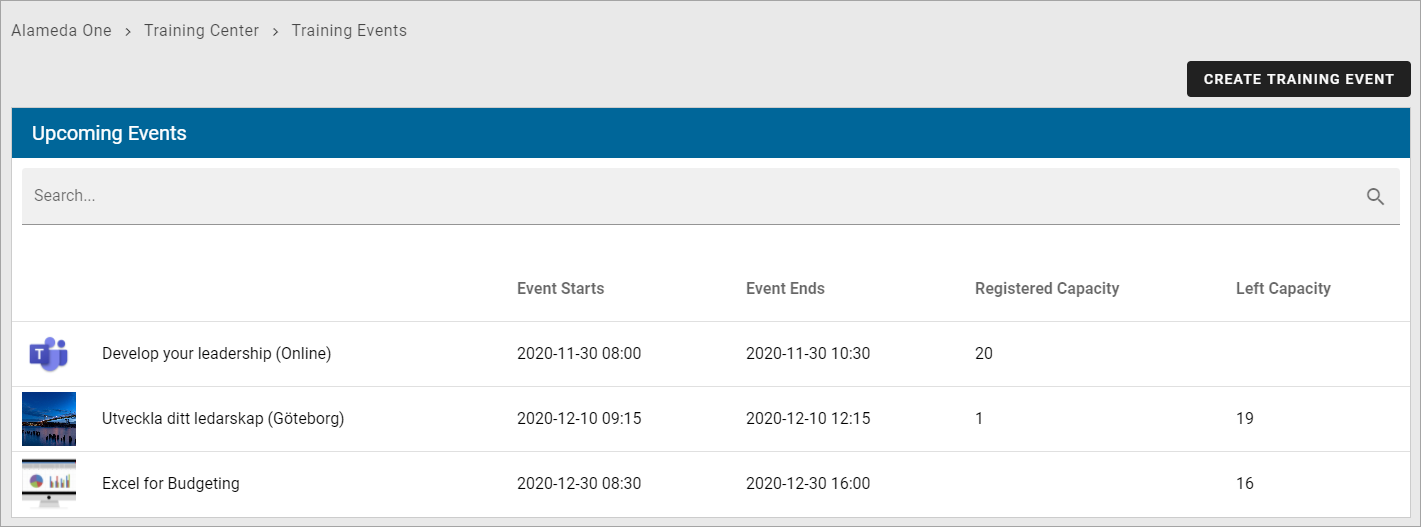 Alameda One > Training Center > Training Events
CREATE TRAINING EVENT
Upcoming Events
Search...
Event Starts Event Ends Registered Capacity Left Capacity
T Develop your leadership (Online) 2020-11-30 08:00 2020-11-30 10:30 20
Utveckla ditt ledarskap (Göteborg) 2020-12-10 09:15 2020-12-10 12:15 1 19
Excel for Budgeting 2020-12-30 08:30 2020-12-30 16:00 16